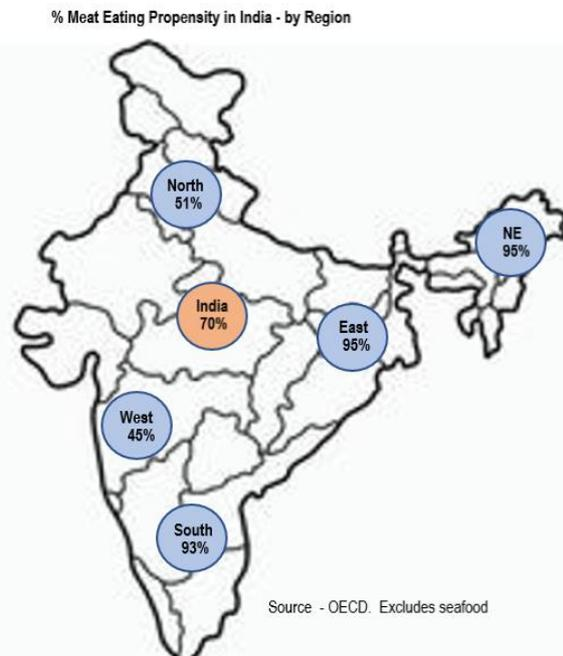 % Meat Eating Propensity in India - by Region
North
51%
NE
95%
India
70%
East
95%
West
45%
South
93%
Source - OECD. Excludes seafood